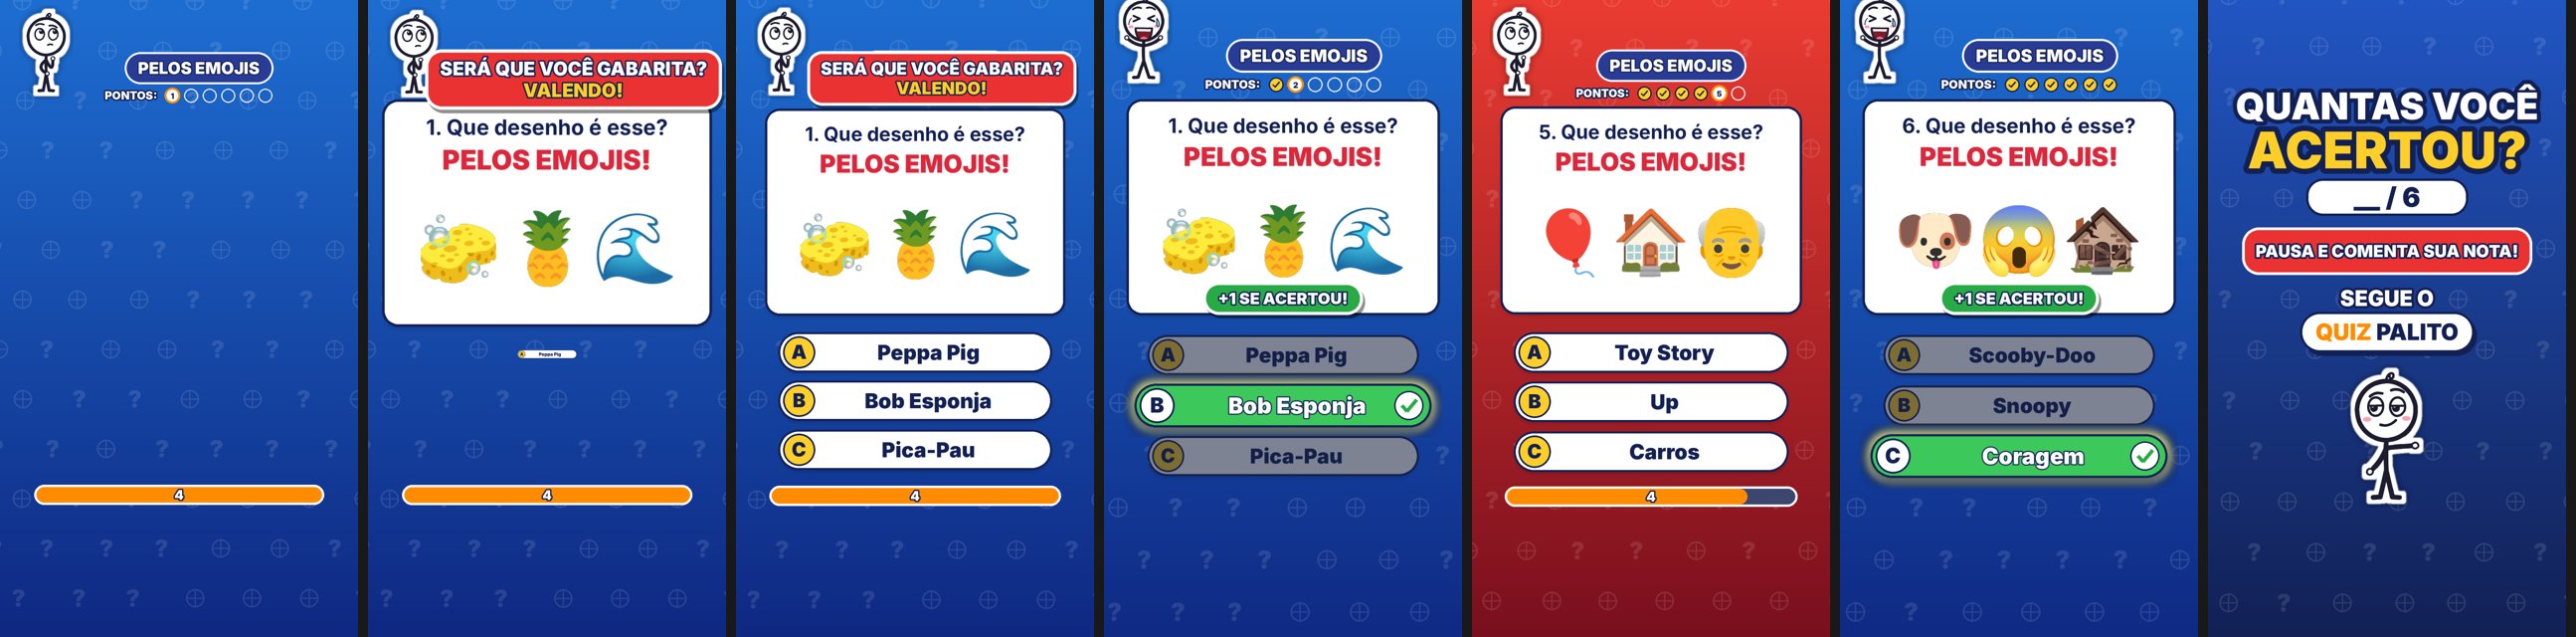 PELOS EMOJIS
PONTOS: 1
4
SERÁ QUE VOCÊ GABARITA?
VALENDO!
1. Que desenho é esse?
PELOS EMOJIS!
A Peppa Pig
4
SERÁ QUE VOCÊ GABARITA?
VALENDO!
1. Que desenho é esse?
PELOS EMOJIS!
A Peppa Pig
B Bob Esponja
C Pica-Pau
4
PELOS EMOJIS
PONTOS: 2
1. Que desenho é esse?
PELOS EMOJIS!
+1 SE ACERTOU!
A Peppa Pig
B Bob Esponja
C Pica-Pau
PELOS EMOJIS
PONTOS: 5
5. Que desenho é esse?
PELOS EMOJIS!
A Toy Story
B Up
C Carros
4
PELOS EMOJIS
PONTOS:
6. Que desenho é esse?
PELOS EMOJIS!
+1 SE ACERTOU!
A Scooby-Doo
B Snoopy
C Coragem
QUANTAS VOCÊ
ACERTOU?
__ / 6
PAUSA E COMENTA SUA NOTA!
SEGUE O
QUIZ PALITO